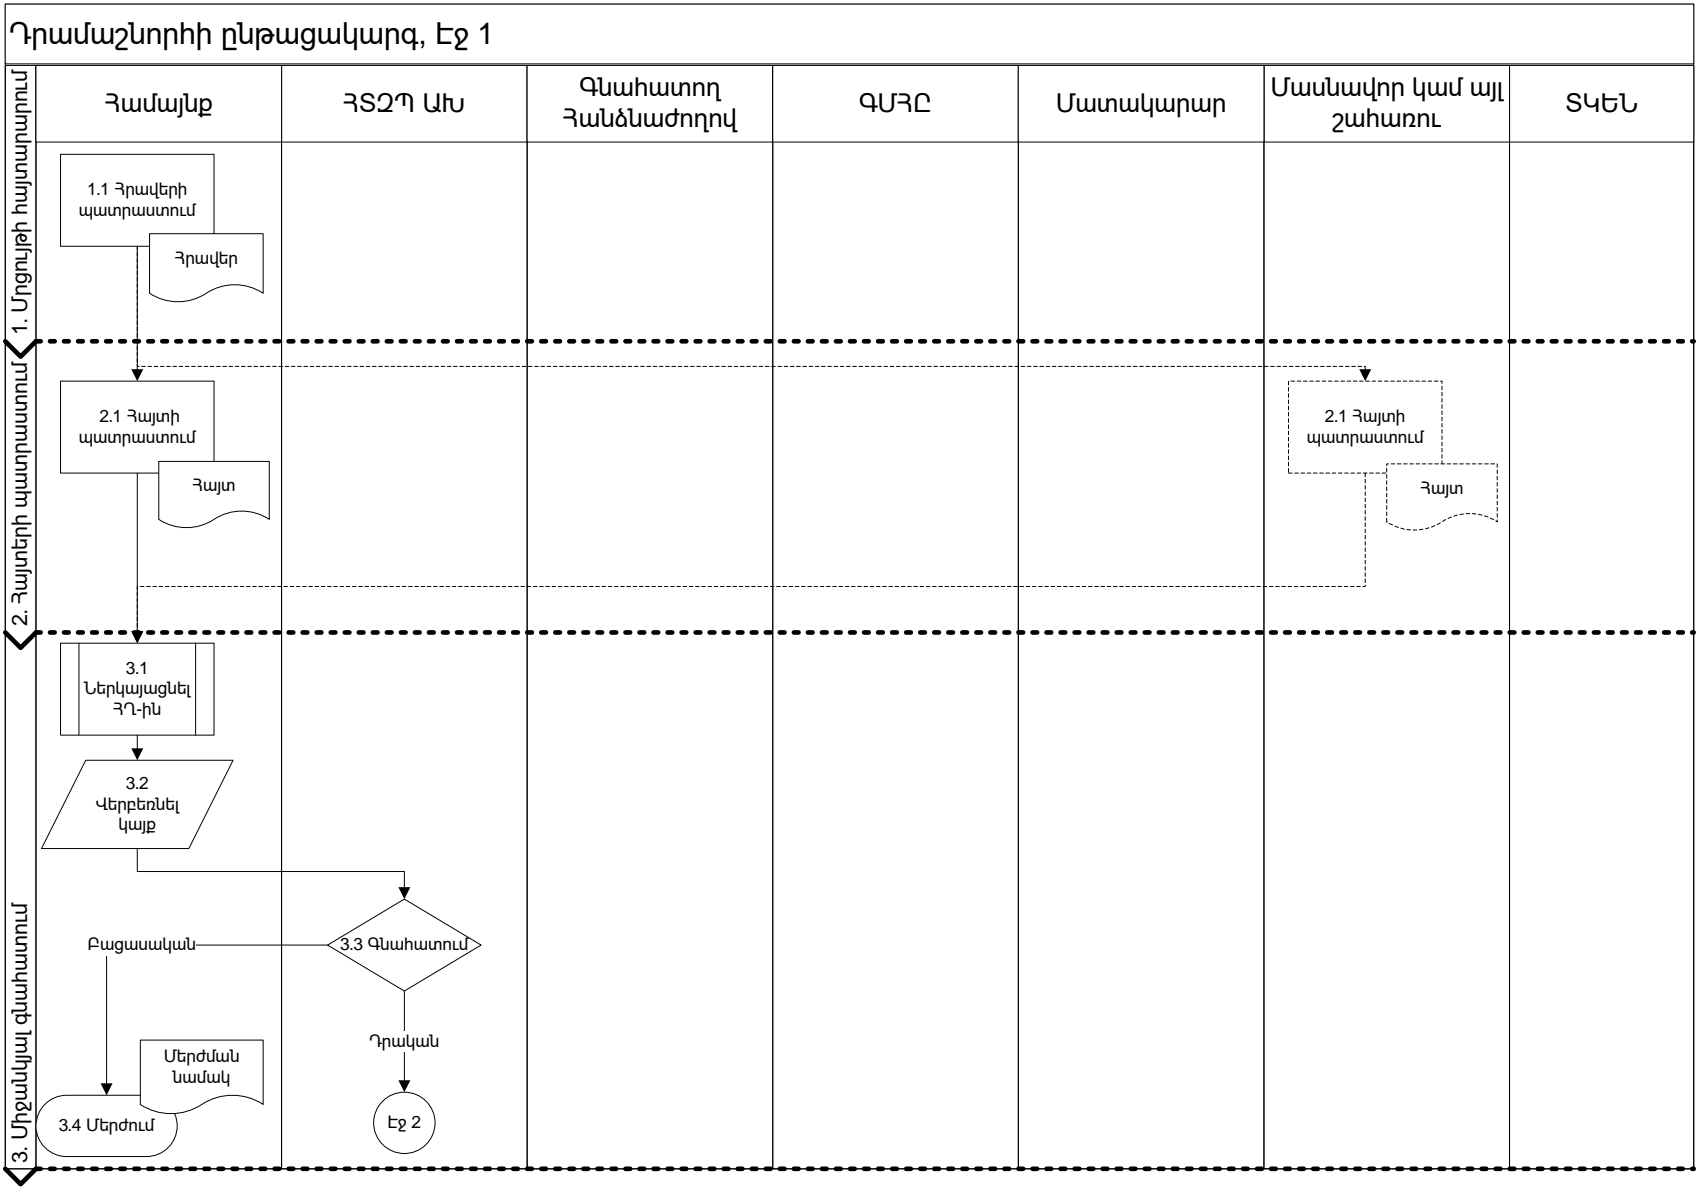 Դրամաշնորհի ընթացակարգ, Էջ 1
1. Մրցույթի հայտարարում
Համայնք
ՀՏԶՊ ԱԽ
Գնահատող
Հանձնաժողով
ԳՄՀԸ
Մատակարար
Մասնավոր կամ այլ
շահառու
ՏԿԵՆ
1.1 Հրավերի
պատրաստում
Հրավեր
2. Հայտերի պատրաստում
2.1 Հայտի
պատրաստում
Հայտ
2.1 Հայտի
պատրաստում
Հայտ
3. Միջանկյալ գնահատում
3.1
Ներկայացնել
ՀՂ-ին
3.2
Վերբեռնել
կայք
3.3 Գնահատում
Բացասական
Դրական
Մերժման
նամակ
3.4 Մերժում
Էջ 2